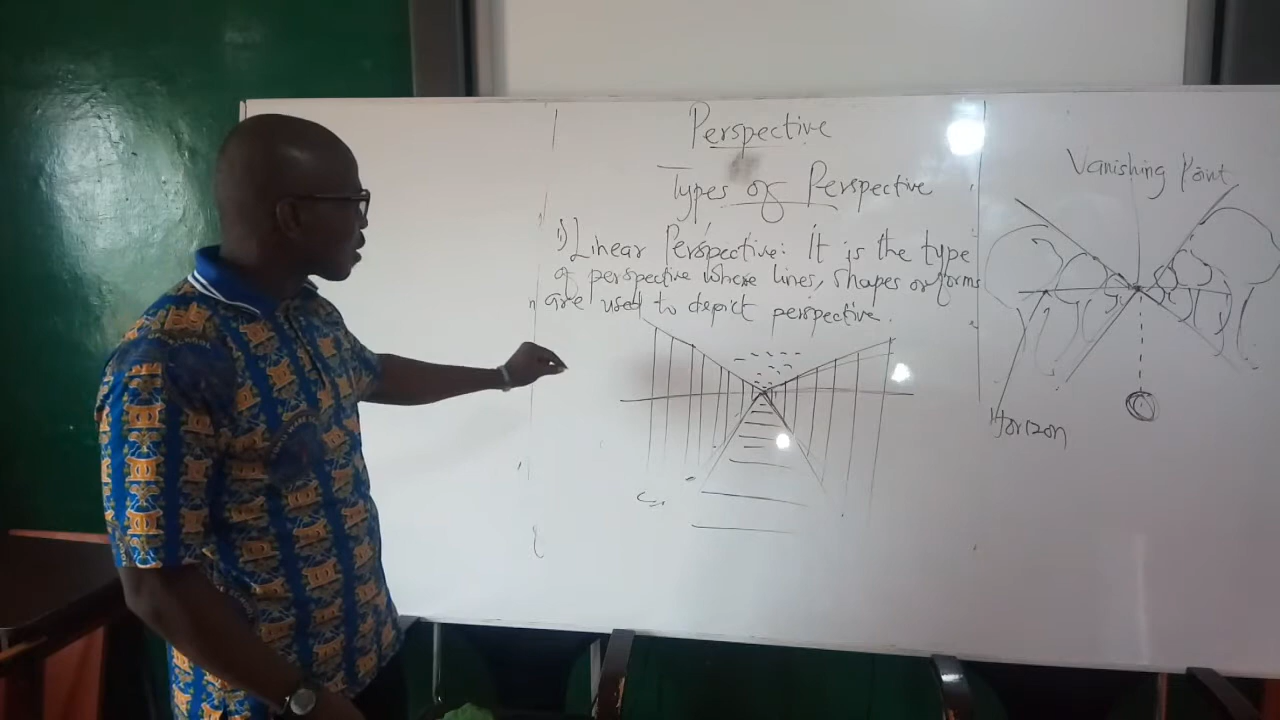 Perspective
Types of Perspective
1) Linear Perspective: It is the type
of perspective where lines, shapes or forms
are used to depict perspective.
Vanishing Point
Horizon